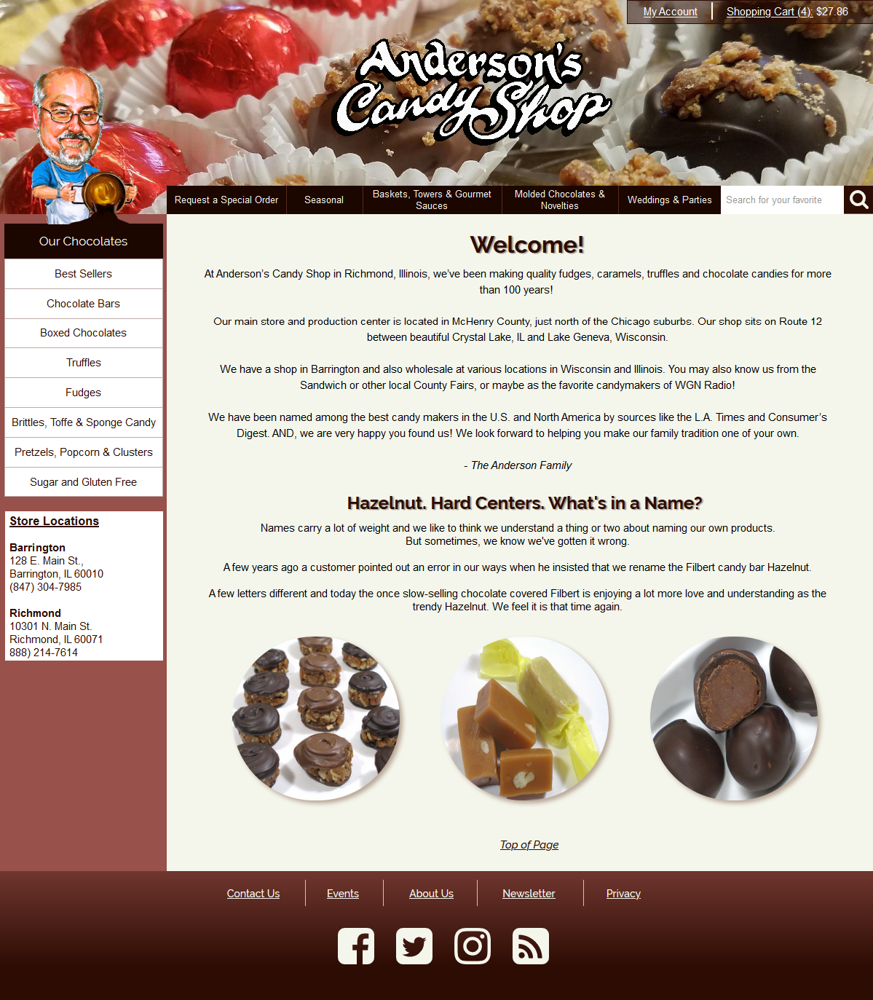 My Account
Shopping Cart (4): $27.86
Anderson's
Candy Shop
Request a Special Order
Seasonal
Baskets, Towers & Gourmet
Sauces
Molded Chocolates &
Novelties
Weddings & Parties
Search for your favorite
Our Chocolates
Best Sellers
Chocolate Bars
Boxed Chocolates
Truffles
Fudges
Brittles, Toffe & Sponge Candy
Pretzels, Popcorn & Clusters
Sugar and Gluten Free
Store Locations
Barrington
128 E. Main St.,
Barrington, IL 60010
(847) 304-7985
Richmond
10301 N. Main St.
Richmond, IL 60071
888) 214-7614
Welcome!
At Anderson’s Candy Shop in Richmond, Illinois, we’ve been making quality fudges, caramels, truffles and chocolate candies for more
than 100 years!
Our main store and production center is located in McHenry County, just north of the Chicago suburbs. Our shop sits on Route 12
between beautiful Crystal Lake, IL and Lake Geneva, Wisconsin.
We have a shop in Barrington and also wholesale at various locations in Wisconsin and Illinois. You may also know us from the
Sandwich or other local County Fairs, or maybe as the favorite candymakers of WGN Radio!
We have been named among the best candy makers in the U.S. and North America by sources like the L.A. Times and Consumer’s
Digest. AND, we are very happy you found us! We look forward to helping you make our family tradition one of your own.
- The Anderson Family
Hazelnut. Hard Centers. What's in a Name?
Names carry a lot of weight and we like to think we understand a thing or two about naming our own products.
But sometimes, we know we've gotten it wrong.
A few years ago a customer pointed out an error in our ways when he insisted that we rename the Filbert candy bar Hazelnut.
A few letters different and today the once slow-selling chocolate covered Filbert is enjoying a lot more love and understanding as the
trendy Hazelnut. We feel it is that time again.
Top of Page
Contact Us
Events
About Us
Newsletter
Privacy